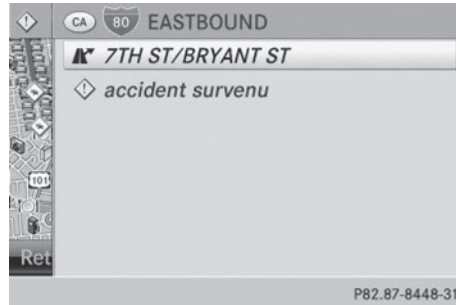 CA 80 EASTBOUND
7TH ST/BRYANT ST
accident survenu
101
Ret
P82.87-8448-31